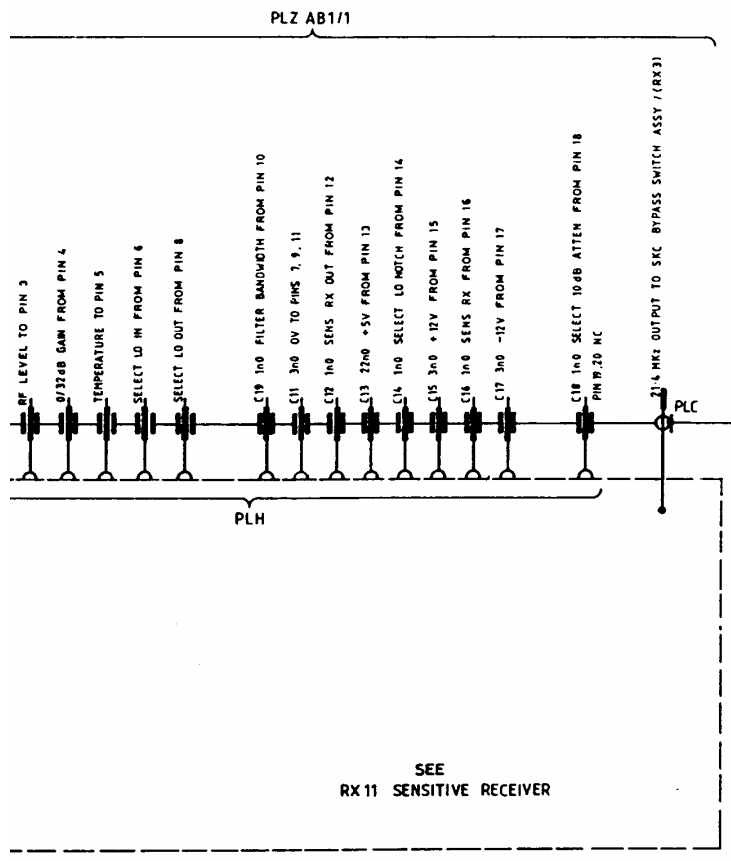 PLZ AB1/1
RF LEVEL TO PIN 3
0/32dB GAIN FROM PIN 4
TEMPERATURE TO PIN 5
SELECT LO IN FROM PIN 6
SELECT LO OUT FROM PIN 8
C19 1n0 FILTER BANDWIDTH FROM PIN 10
C11 3n0 0V TO PINS 7, 9, 11
C12 1n0 SENS RX OUT FROM PIN 12
C13 22n0 +5V FROM PIN 13
C14 1n0 SELECT LO NOTCH FROM PIN 14
C15 3n0 +12V FROM PIN 15
C16 1n0 SENS RX FROM PIN 16
C17 3n0 -12V FROM PIN 17
C18 1n0 SELECT 10dB ATTEN FROM PIN 18
PIN 19, 20 NC
21·4 MHz OUTPUT TO SKC BYPASS SWITCH ASSY /(RX3)
PLC
PLH
SEE
RX11 SENSITIVE RECEIVER